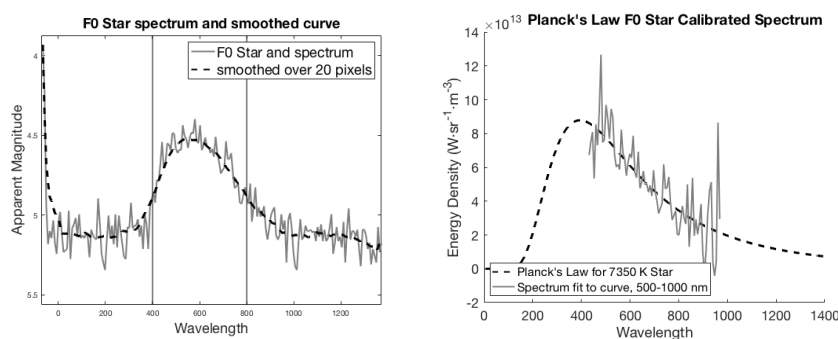 F0 Star spectrum and smoothed curve
F0 Star and spectrum
smoothed over 20 pixels
4
4.5
5
5.5
Apparent Magnitude
0 200 400 600 800 1000 1200
Wavelength
×10^13 Planck's Law F0 Star Calibrated Spectrum
14
12
10
8
6
4
2
0
-2
Energy Density (W·sr^-1·m^-3)
Planck's Law for 7350 K Star
Spectrum fit to curve, 500-1000 nm
0 200 400 600 800 1000 1200 1400
Wavelength